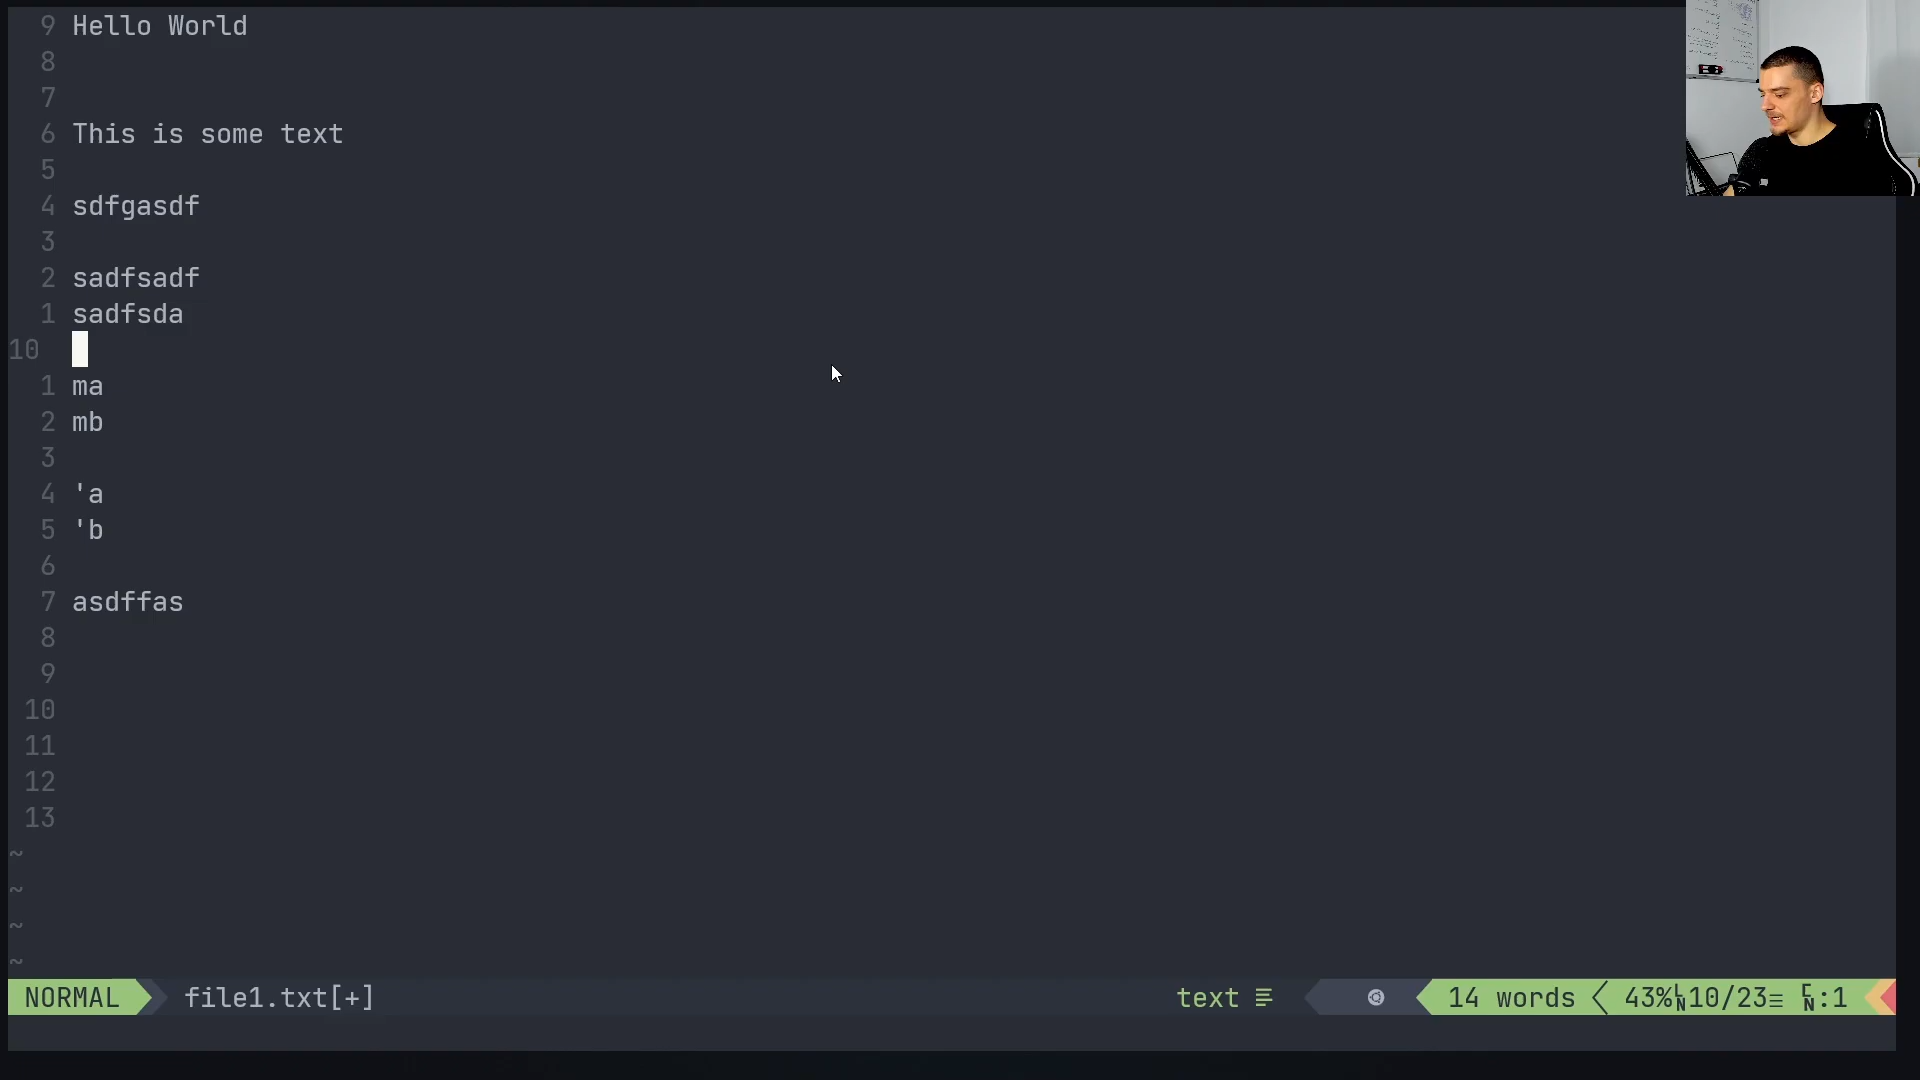 9 Hello World
8
7
6 This is some text
5
4 sdfgasdf
3
2 sadfsadf
1 sadfsda
10
1 ma
2 mb
3
4 'a
5 'b
6
7 asdffas
8
9
10
11
12
13
~
~
~
~
NORMAL file1.txt[+] text 14 words 43% LN 10/23 CN:1